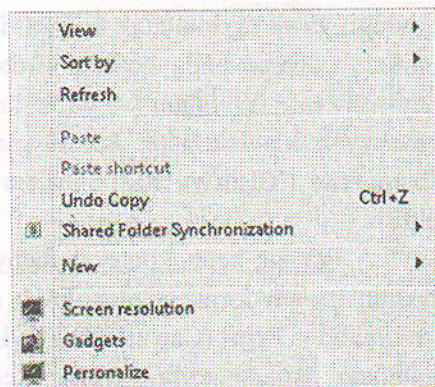 View
Sort by
Refresh
Paste
Paste shortcut
Undo Copy Ctrl+Z
Shared Folder Synchronization
New
Screen resolution
Gadgets
Personalize